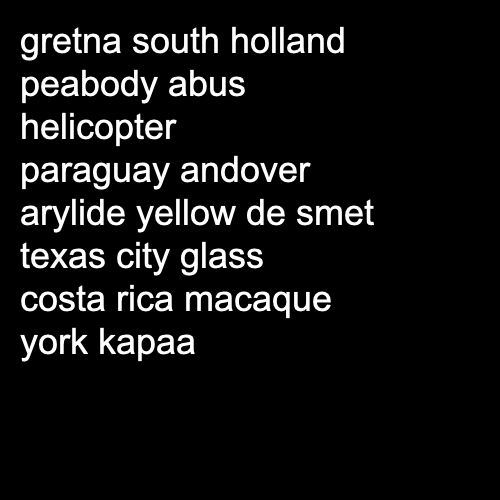 gretna south holland
peabody abus
helicopter
paraguay andover
arylide yellow de smet
texas city glass
costa rica macaque
york kapaa